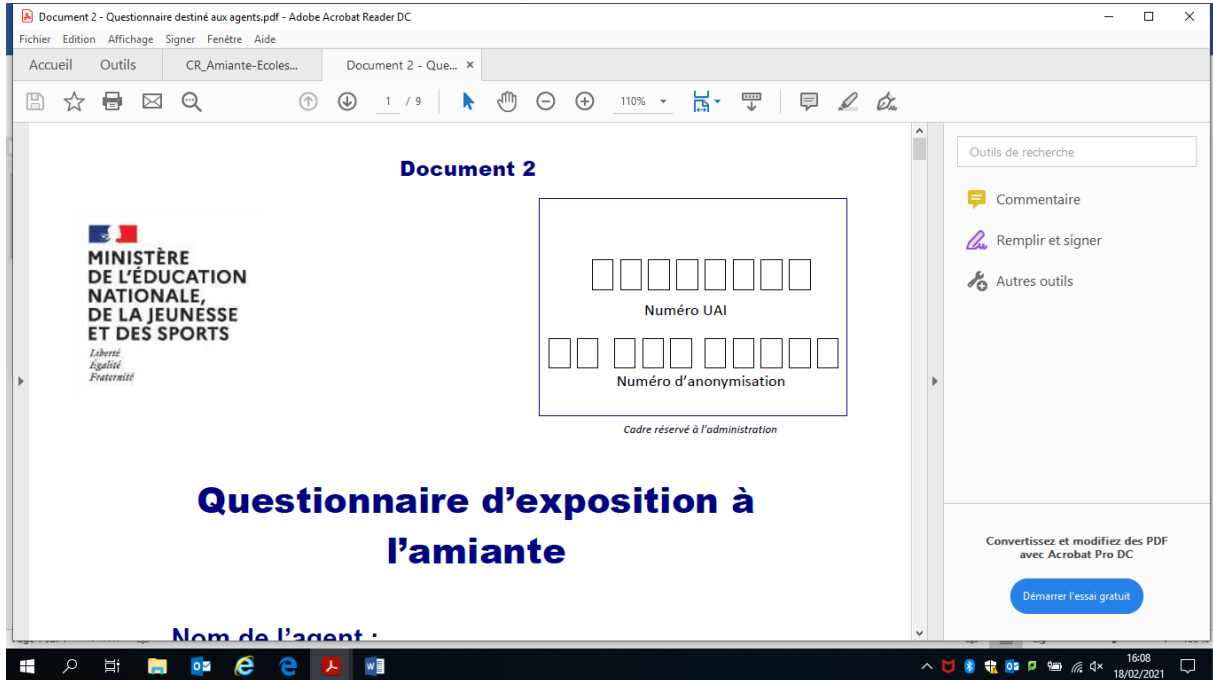 Document 2 - Questionnaire destiné aux agents.pdf - Adobe Acrobat Reader DC
Fichier Edition Affichage Signer Fenêtre Aide
Accueil Outils CR_Amiante-Ecoles... Document 2 - Que... ×
1 / 9 110%
Outils de recherche
Commentaire
Remplir et signer
Autres outils
Document 2
MINISTÈRE
DE L'ÉDUCATION
NATIONALE,
DE LA JEUNESSE
ET DES SPORTS
Liberté
Égalité
Fraternité
Numéro UAI
Numéro d'anonymisation
Cadre réservé à l'administration
Questionnaire d'exposition à
l'amiante
Nom de l'agent :
Convertissez et modifiez des PDF
avec Acrobat Pro DC
Démarrer l'essai gratuit
16:08
18/02/2021